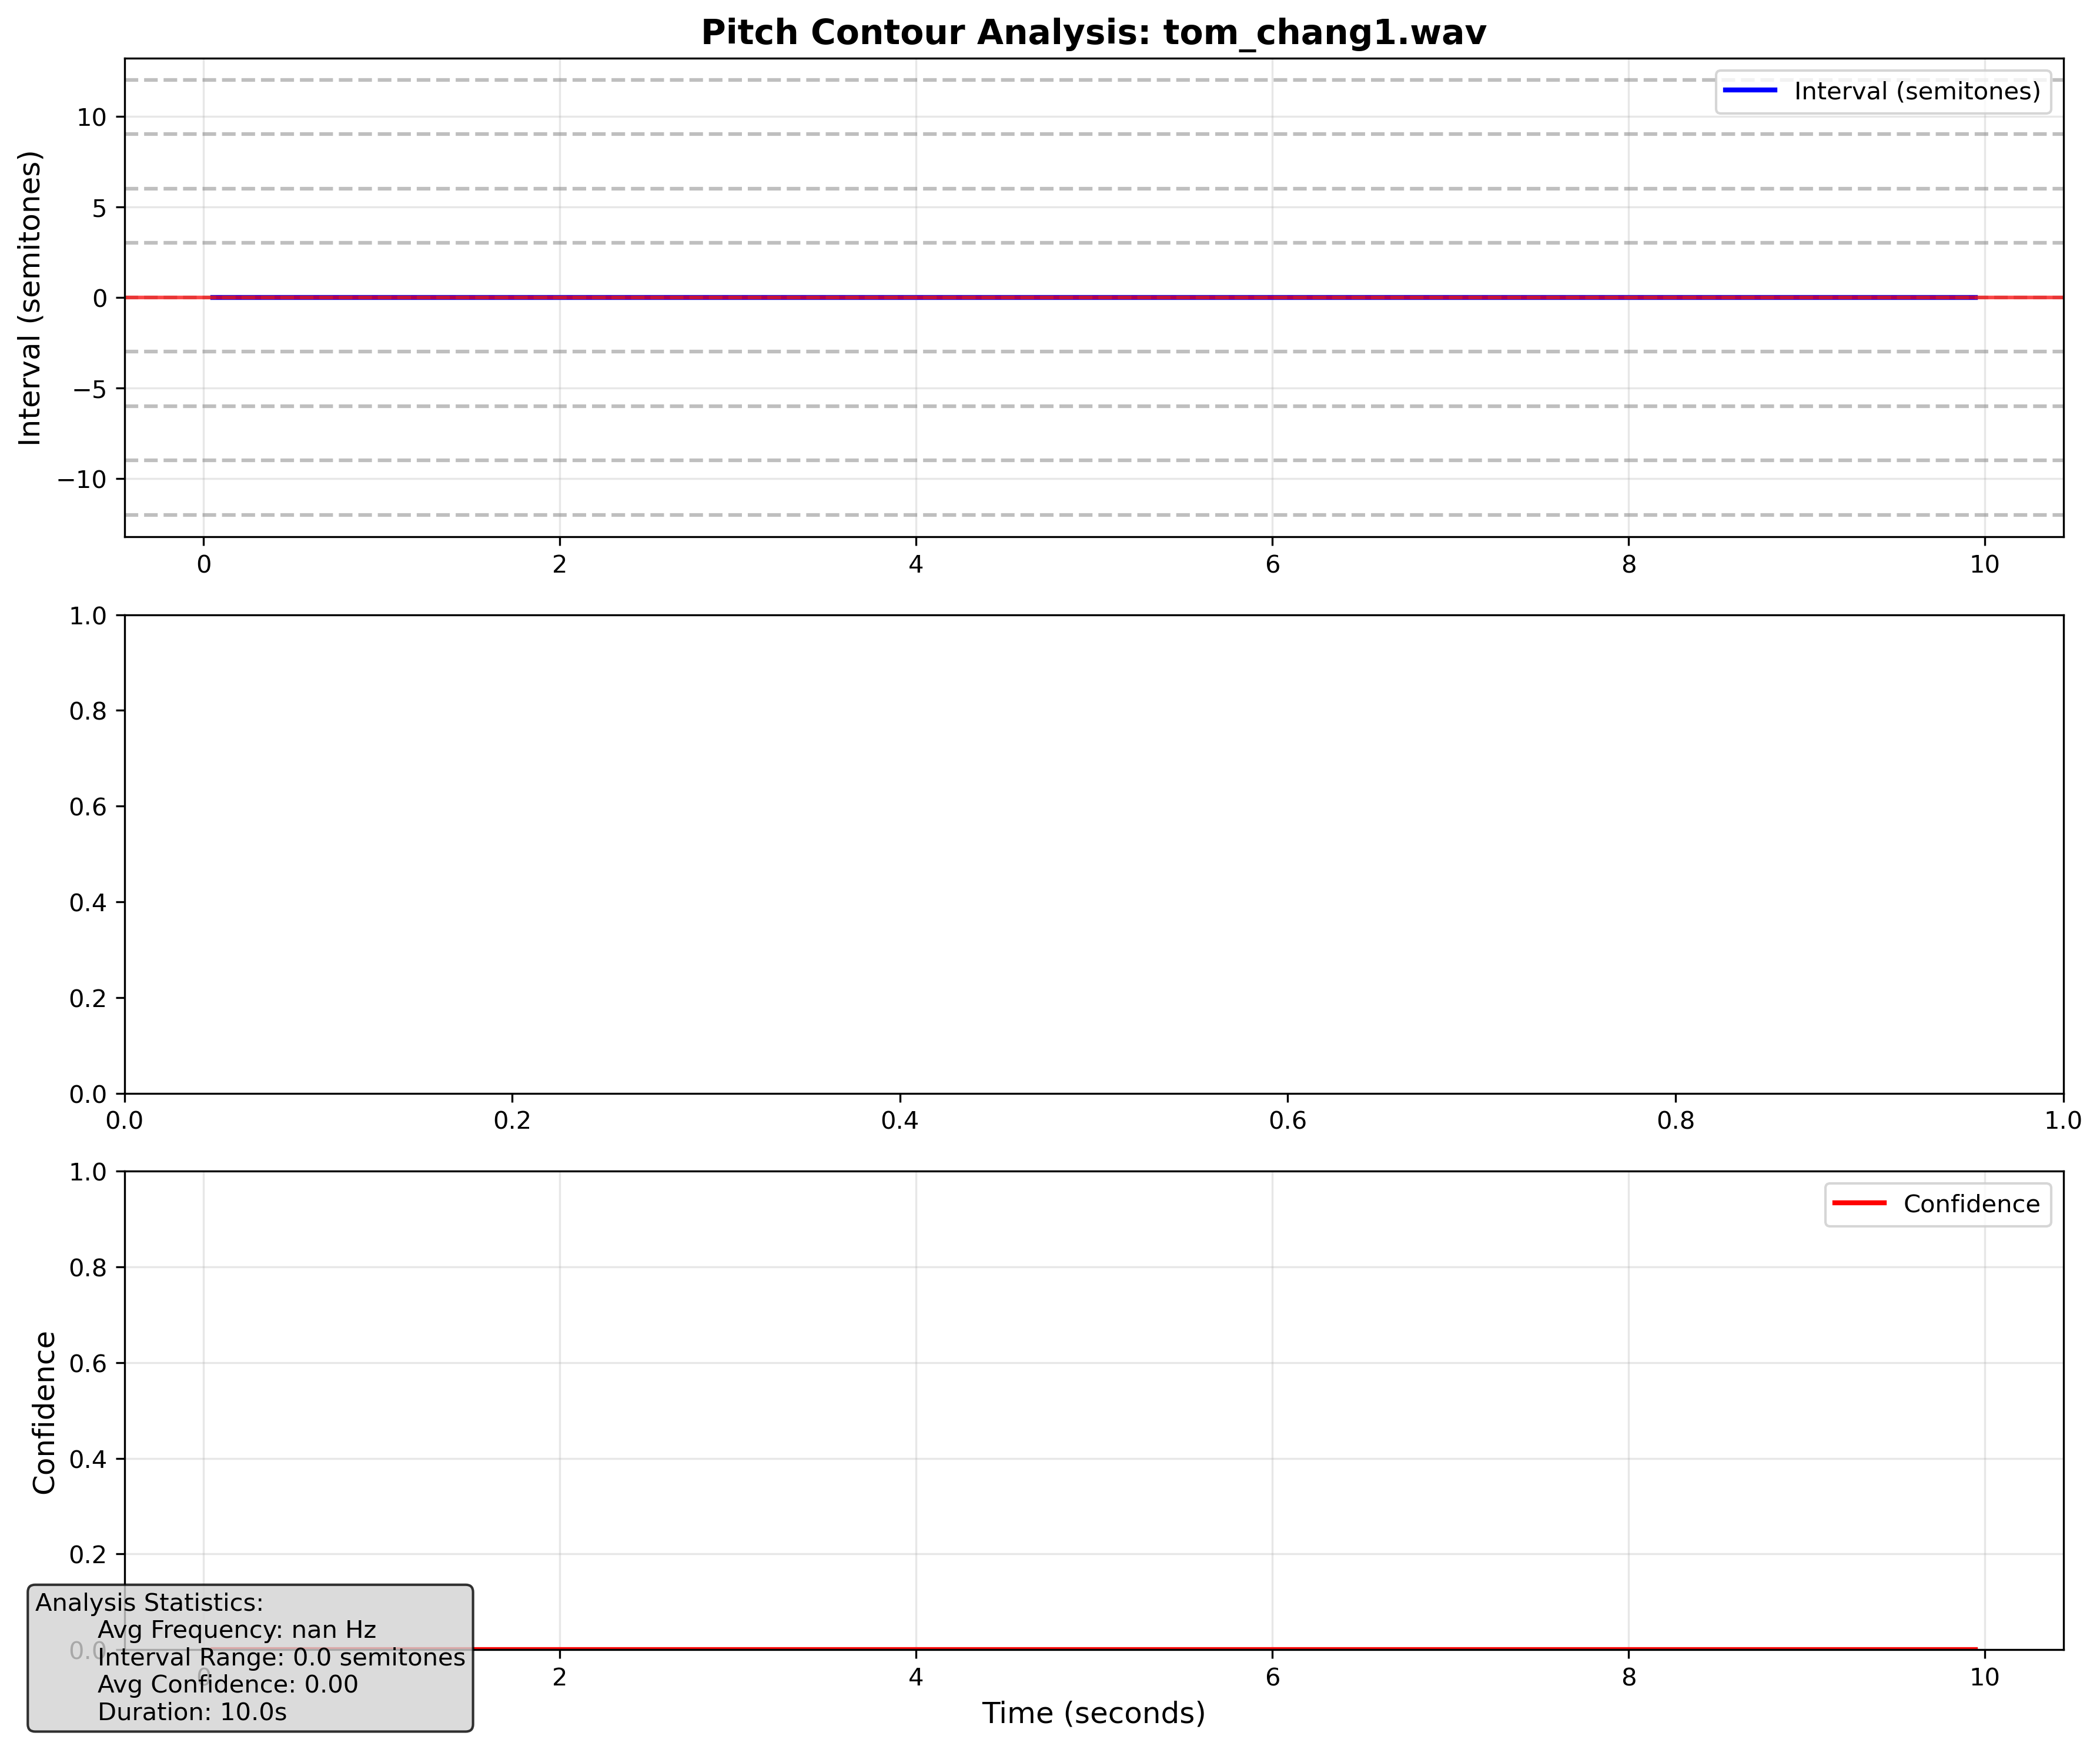 Pitch Contour Analysis: tom_chang1.wav
Interval (semitones)
10
5
0
−5
−10
Interval (semitones)
0 2 4 6 8 10
1.0
0.8
0.6
0.4
0.2
0.0
0.0 0.2 0.4 0.6 0.8 1.0
Confidence
1.0
0.8
0.6
0.4
0.2
0.0
Confidence
0 2 4 6 8 10
Time (seconds)
Analysis Statistics:
Avg Frequency: nan Hz
Interval Range: 0.0 semitones
Avg Confidence: 0.00
Duration: 10.0s